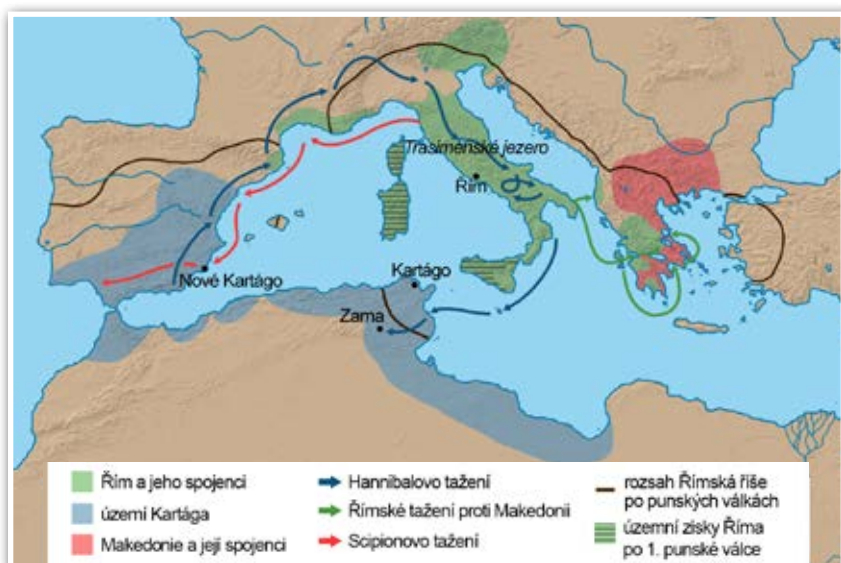 Trasiménské jezero
Řím
Nové Kartágo
Kartágo
Zama
Řím a jeho spojenci
území Kartága
Makedonie a její spojenci
Hannibalovo tažení
Římské tažení proti Makedonii
Scipionovo tažení
rozsah Římská říše
po punských válkách
územní zisky Říma
po 1. punské válce